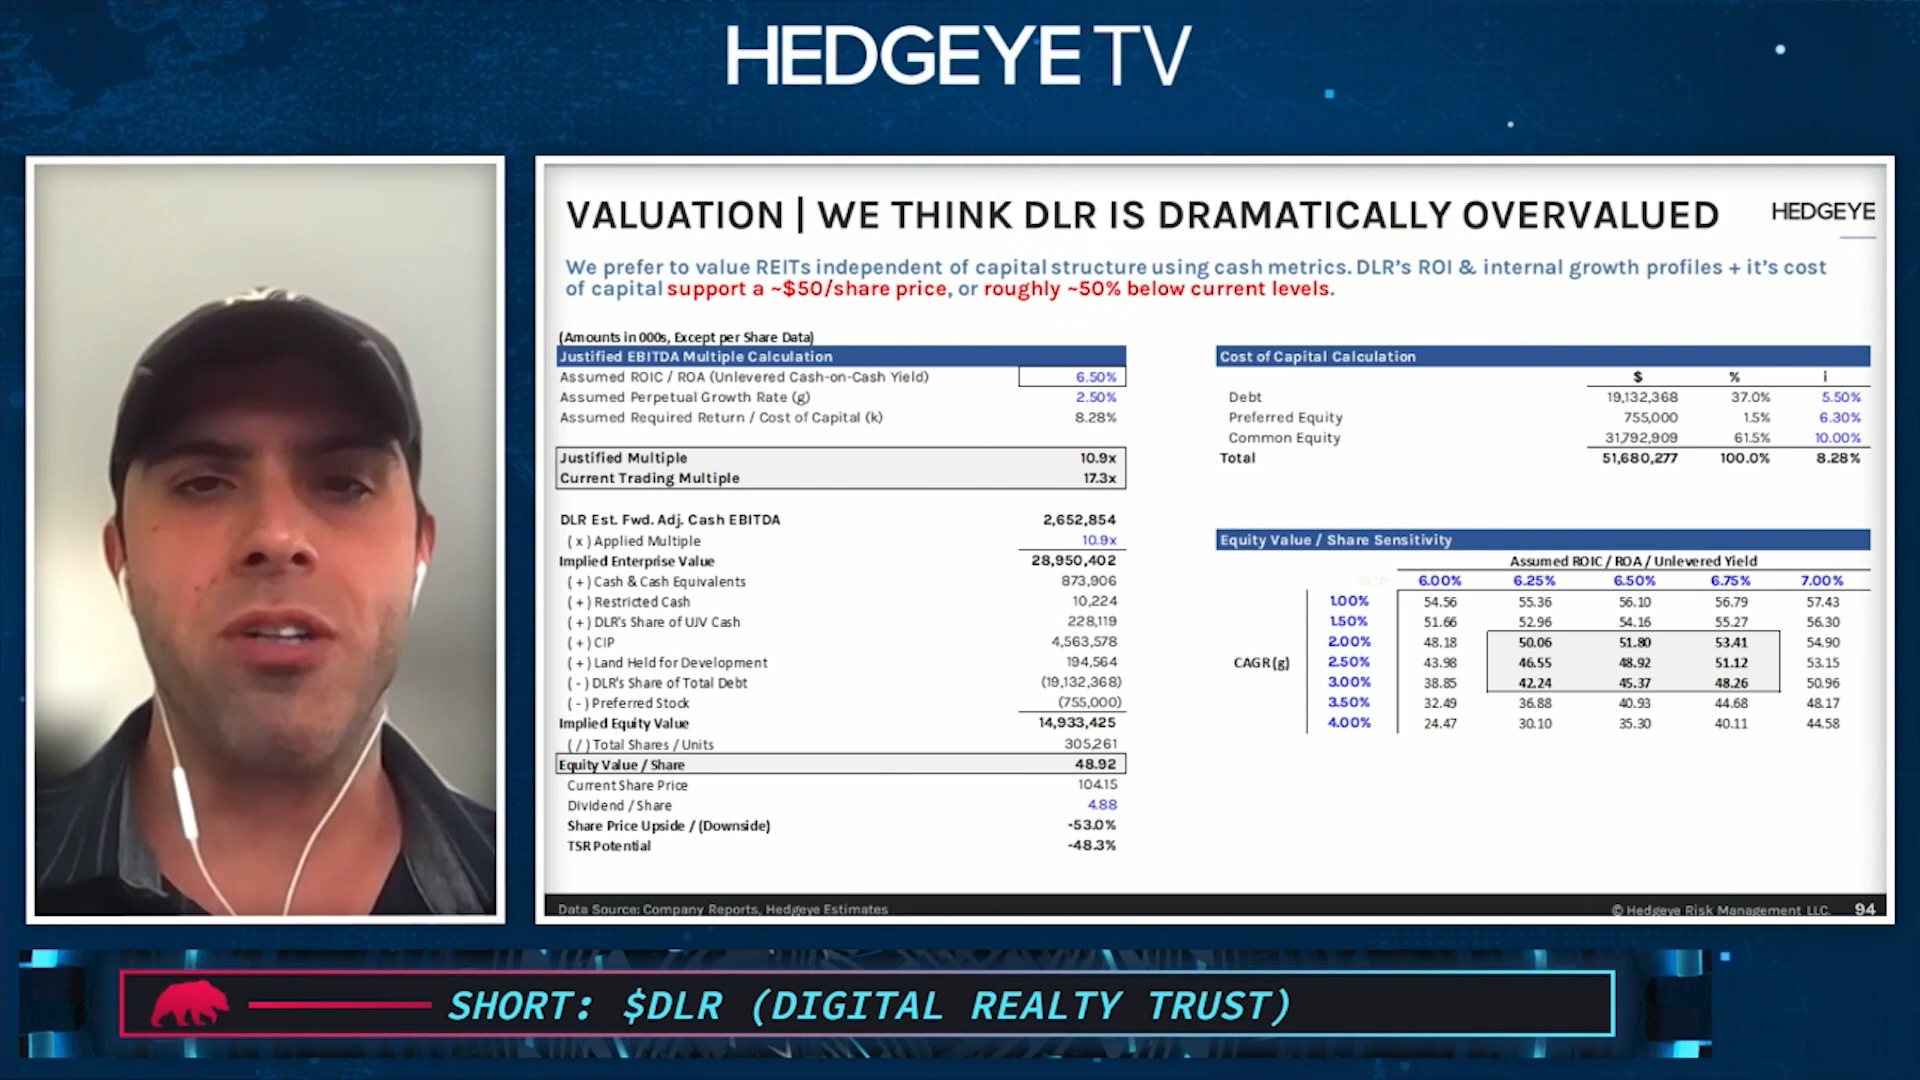 HEDGEYE TV
VALUATION | WE THINK DLR IS DRAMATICALLY OVERVALUED
HEDGEYE
We prefer to value REITs independent of capital structure using cash metrics. DLR's ROI & internal growth profiles + it's cost
of capital support a ~$50/share price, or roughly ~50% below current levels.
(Amounts in 000s, Except per Share Data)
Justified EBITDA Multiple Calculation
Assumed ROIC / ROA (Unlevered Cash-on-Cash Yield) 6.50%
Assumed Perpetual Growth Rate (g) 2.50%
Assumed Required Return / Cost of Capital (k) 8.28%
Justified Multiple 10.9x
Current Trading Multiple 17.3x
DLR Est. Fwd. Adj. Cash EBITDA 2,652,854
( x ) Applied Multiple 10.9x
Implied Enterprise Value 28,950,402
( + ) Cash & Cash Equivalents 873,906
( + ) Restricted Cash 10,224
( + ) DLR's Share of UJV Cash 228,119
( + ) CIP 4,563,578
( + ) Land Held for Development 194,564
( - ) DLR's Share of Total Debt (19,132,368)
( - ) Preferred Stock (755,000)
Implied Equity Value 14,933,425
( / ) Total Shares / Units 305,261
Equity Value / Share 48.92
Current Share Price 104.15
Dividend / Share 4.88
Share Price Upside / (Downside) -53.0%
TSR Potential -48.3%
Cost of Capital Calculation
$ % i
Debt 19,132,368 37.0% 5.50%
Preferred Equity 755,000 1.5% 6.30%
Common Equity 31,792,909 61.5% 10.00%
Total 51,680,277 100.0% 8.28%
Equity Value / Share Sensitivity
Assumed ROIC / ROA / Unlevered Yield
6.00% 6.25% 6.50% 6.75% 7.00%
1.00% 54.56 55.36 56.10 56.79 57.43
1.50% 51.66 52.96 54.16 55.27 56.30
2.00% 48.18 50.06 51.80 53.41 54.90
CAGR (g) 2.50% 43.98 46.55 48.92 51.12 53.15
3.00% 38.85 42.24 45.37 48.26 50.96
3.50% 32.49 36.88 40.93 44.68 48.17
4.00% 24.47 30.10 35.30 40.11 44.58
Data Source: Company Reports, Hedgeye Estimates
© Hedgeye Risk Management LLC. 94
SHORT: $DLR (DIGITAL REALTY TRUST)